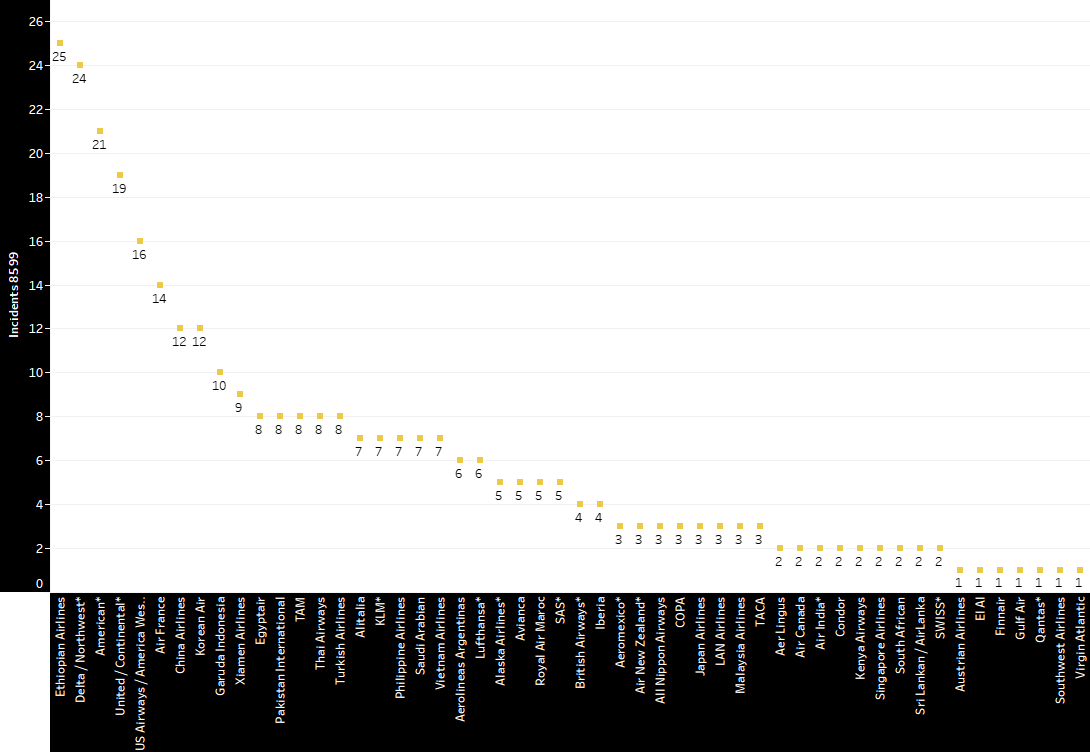 Incidents 85 99
26
24
22
20
18
16
14
12
10
8
6
4
2
0
25
24
21
19
16
14
12
12
10
9
8
8
8
8
8
7
7
7
7
7
6
6
5
5
5
5
4
4
3
3
3
3
3
3
3
3
2
2
2
2
2
2
2
2
2
1
1
1
1
1
1
1
Ethiopian Airlines
Delta / Northwest*
American*
United / Continental*
US Airways / America Wes..
Air France
China Airlines
Korean Air
Garuda Indonesia
Xiamen Airlines
Egyptair
Pakistan International
TAM
Thai Airways
Turkish Airlines
Alitalia
KLM*
Philippine Airlines
Saudi Arabian
Vietnam Airlines
Aerolineas Argentinas
Lufthansa*
Alaska Airlines*
Avianca
Royal Air Maroc
SAS*
British Airways*
Iberia
Aeromexico*
Air New Zealand*
All Nippon Airways
COPA
Japan Airlines
LAN Airlines
Malaysia Airlines
TACA
Aer Lingus
Air Canada
Air India*
Condor
Kenya Airways
Singapore Airlines
South African
Sri Lankan / AirLanka
SWISS*
Austrian Airlines
El Al
Finnair
Gulf Air
Qantas*
Southwest Airlines
Virgin Atlantic